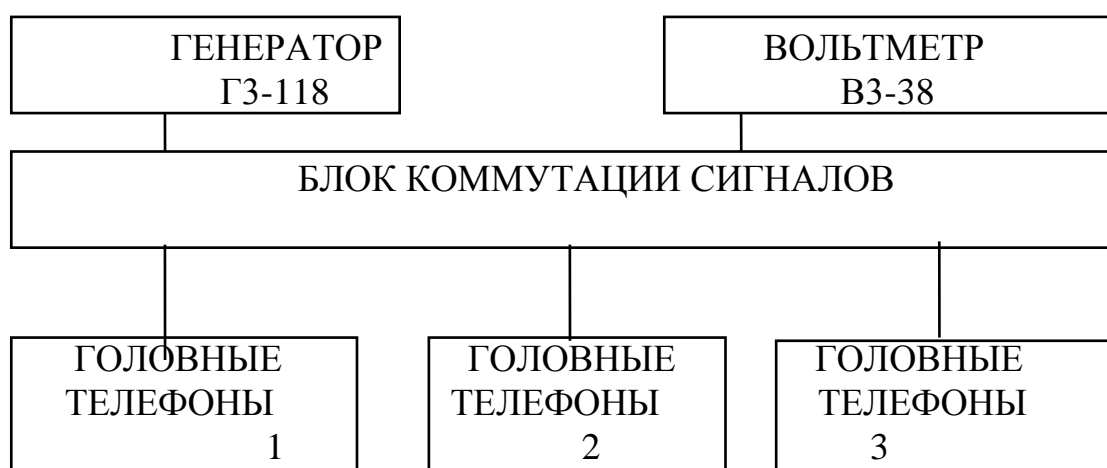 ГЕНЕРАТОР
Г3-118
ВОЛЬТМЕТР
В3-38
БЛОК КОММУТАЦИИ СИГНАЛОВ
ГОЛОВНЫЕ
ТЕЛЕФОНЫ
1
ГОЛОВНЫЕ
ТЕЛЕФОНЫ
2
ГОЛОВНЫЕ
ТЕЛЕФОНЫ
3